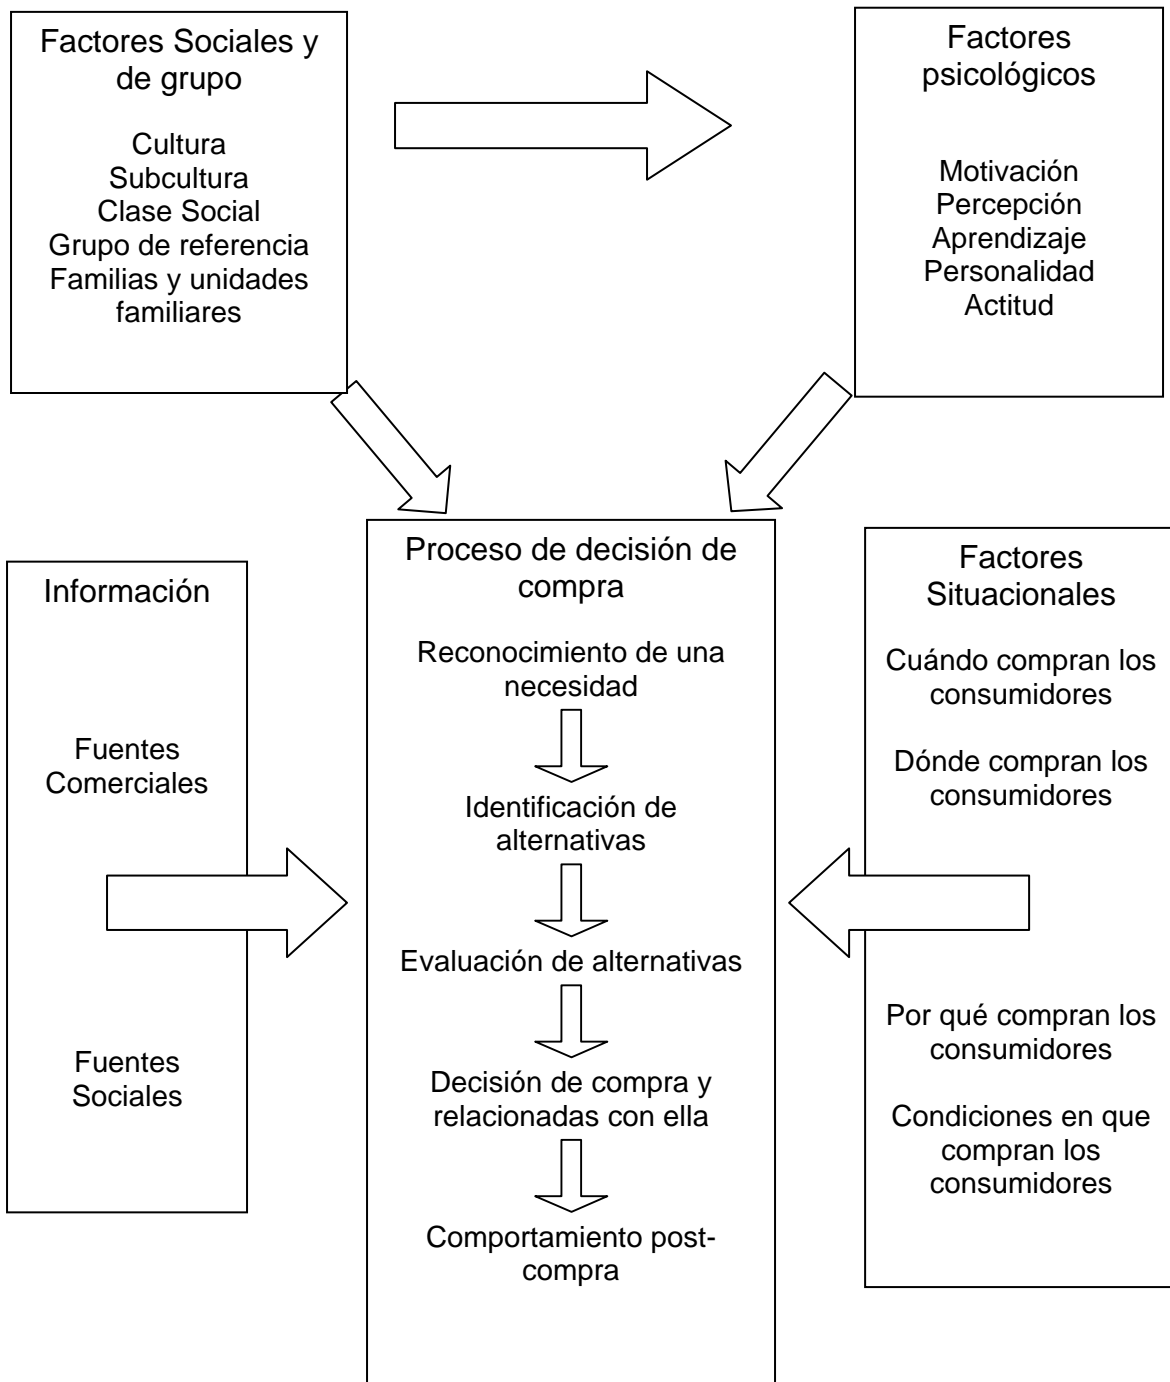 Factores Sociales y
de grupo
Cultura
Subcultura
Clase Social
Grupo de referencia
Familias y unidades
familiares
Factores
psicológicos
Motivación
Percepción
Aprendizaje
Personalidad
Actitud
Información
Fuentes
Comerciales
Fuentes
Sociales
Proceso de decisión de
compra
Reconocimiento de una
necesidad
Identificación de
alternativas
Evaluación de alternativas
Decisión de compra y
relacionadas con ella
Comportamiento post-
compra
Factores
Situacionales
Cuándo compran los
consumidores
Dónde compran los
consumidores
Por qué compran los
consumidores
Condiciones en que
compran los
consumidores